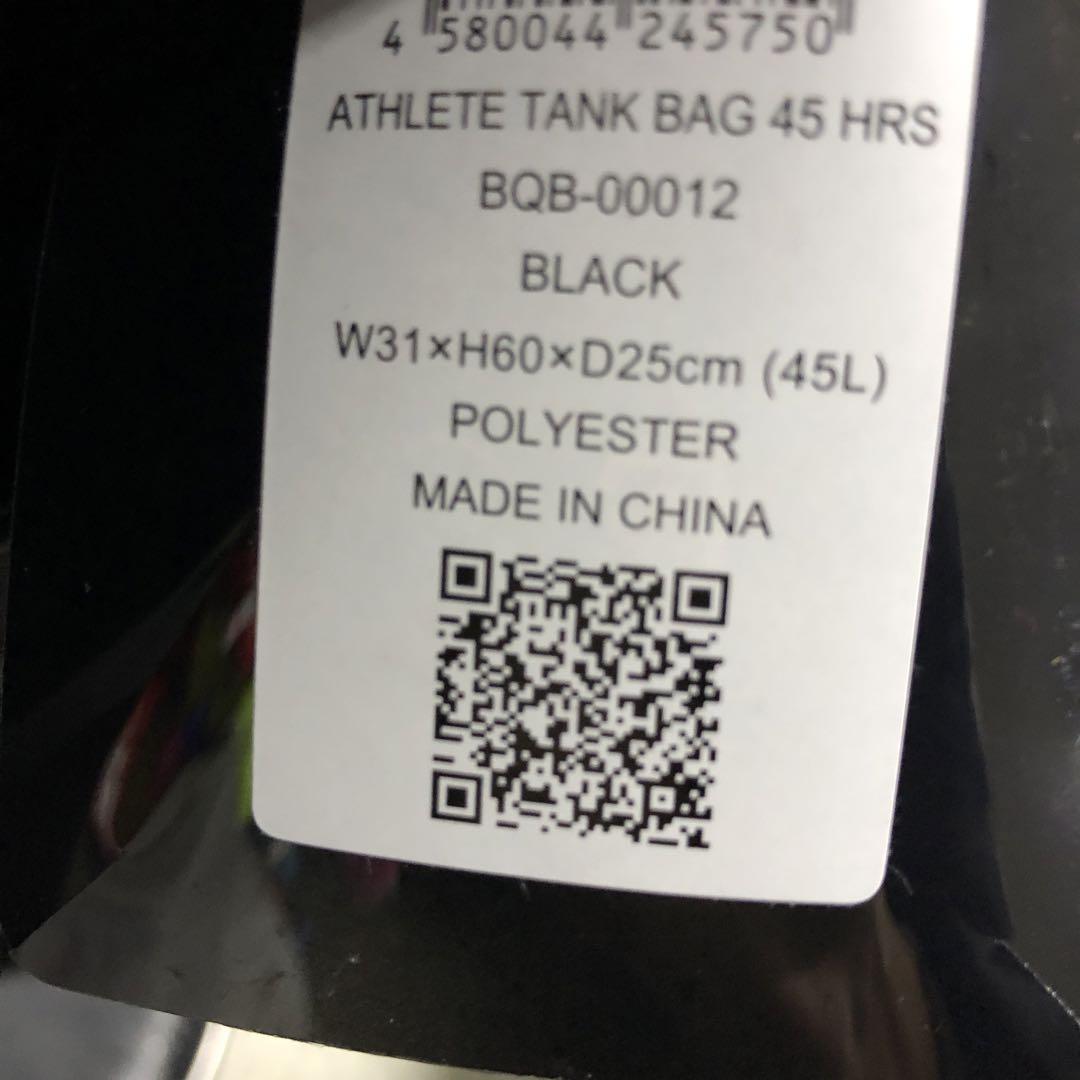 4 580044 245750
ATHLETE TANK BAG 45 HRS
BQB-00012
BLACK
W31×H60×D25cm (45L)
POLYESTER
MADE IN CHINA